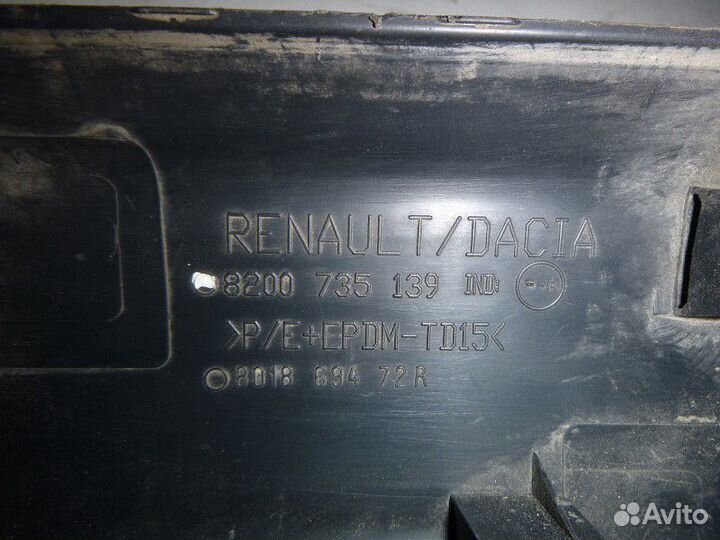 RENAULT/DACIA
8200 735 139 IND: --A
>P/E+EPDM-TD15<
8018 694 72R
Avito